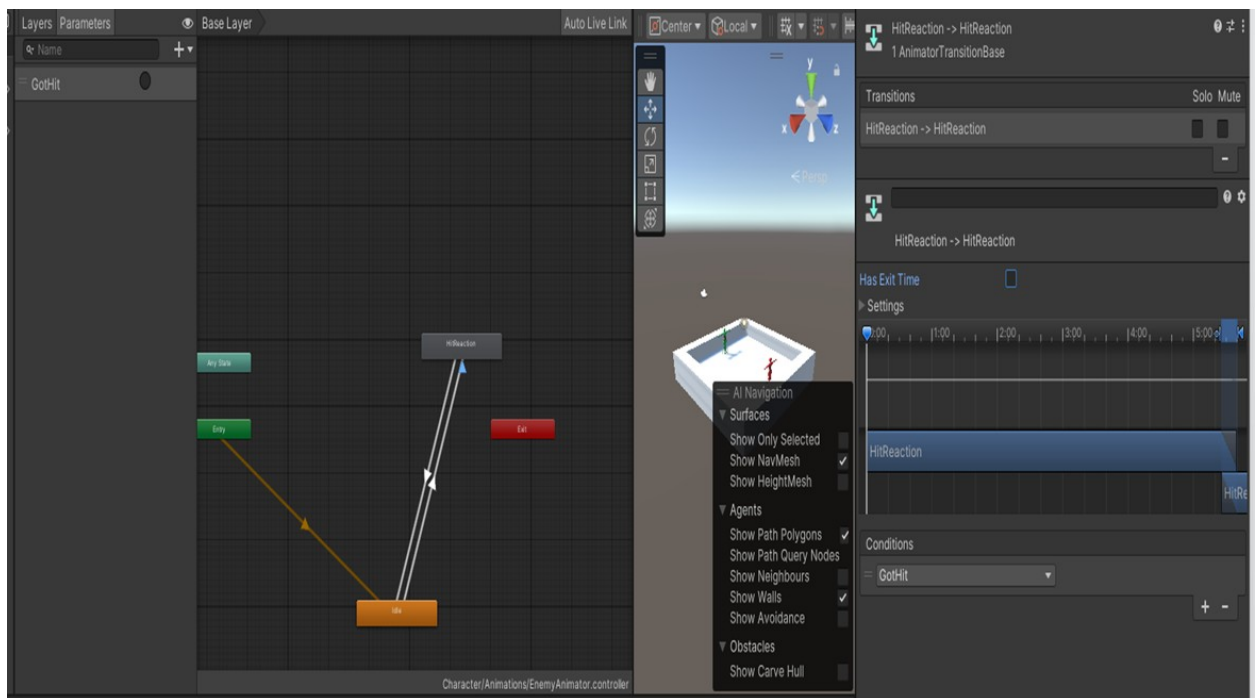 Layers Parameters
Base Layer
Auto Live Link
Name
GotHit
Any State
Entry
HitReaction
Exit
Idle
Character/Animations/EnemyAnimator.controller
Center
Local
y
x
z
Persp
AI Navigation
Surfaces
Show Only Selected
Show NavMesh
Show HeightMesh
Agents
Show Path Polygons
Show Path Query Nodes
Show Neighbours
Show Walls
Show Avoidance
Obstacles
Show Carve Hull
HitReaction -> HitReaction
1 AnimatorTransitionBase
Transitions Solo Mute
HitReaction -> HitReaction
HitReaction -> HitReaction
Has Exit Time
Settings
0:00 1:00 2:00 3:00 4:00 5:00
HitReaction
HitRe
Conditions
GotHit